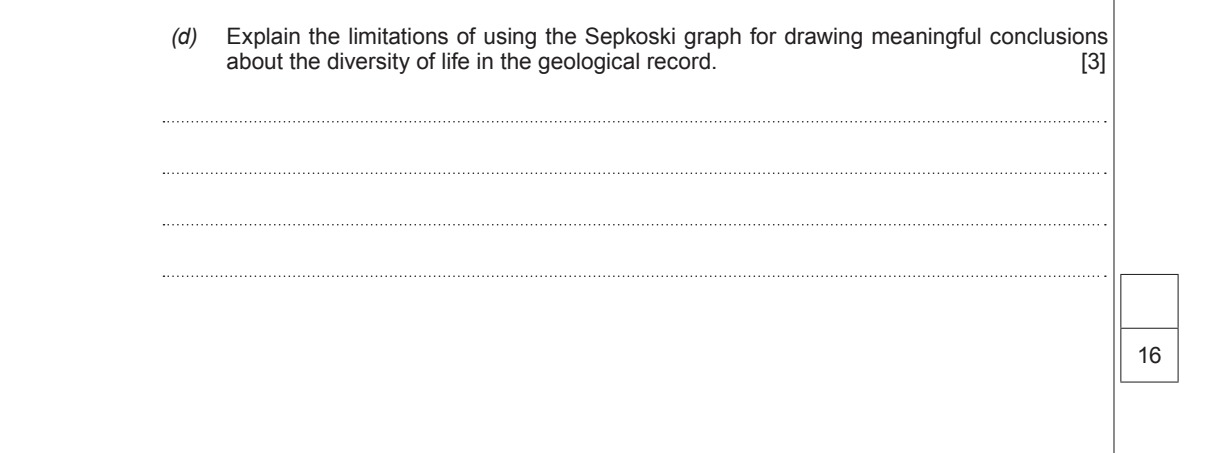 (d) Explain the limitations of using the Sepkoski graph for drawing meaningful conclusions
about the diversity of life in the geological record. [3]
16